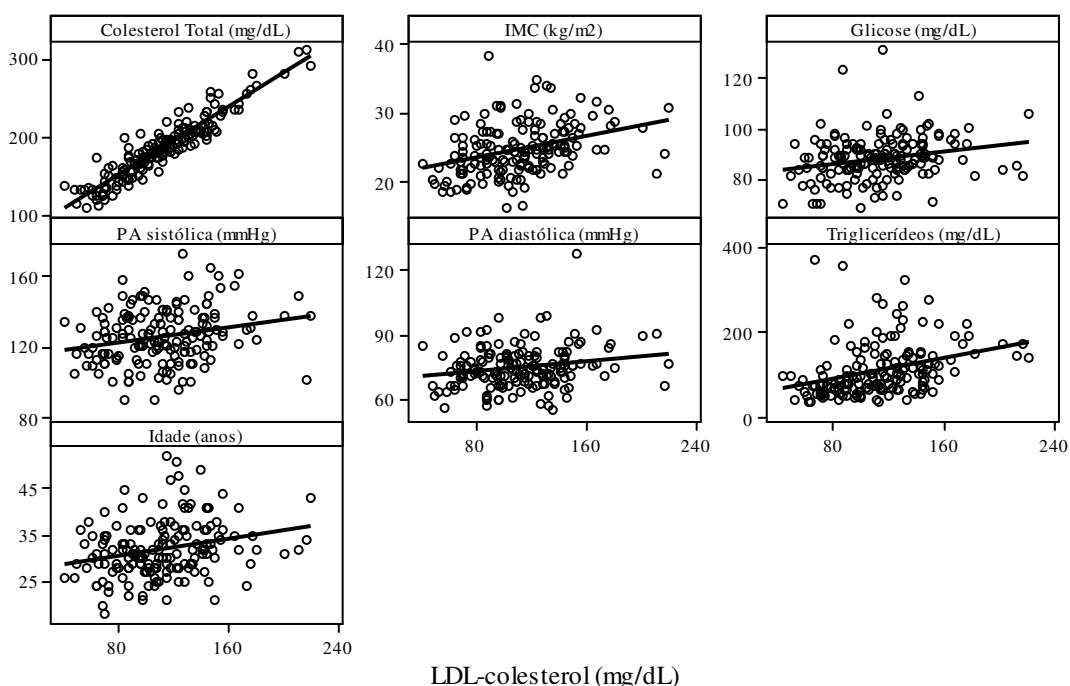 Colesterol Total (mg/dL)
300
200
100
IMC (kg/m2)
40
30
20
Glicose (mg/dL)
120
100
80
PA sistólica (mmHg)
160
120
80
PA diastólica (mmHg)
120
90
60
80 160 240
Triglicerídeos (mg/dL)
400
200
0
80 160 240
Idade (anos)
45
35
25
80 160 240
LDL-colesterol (mg/dL)